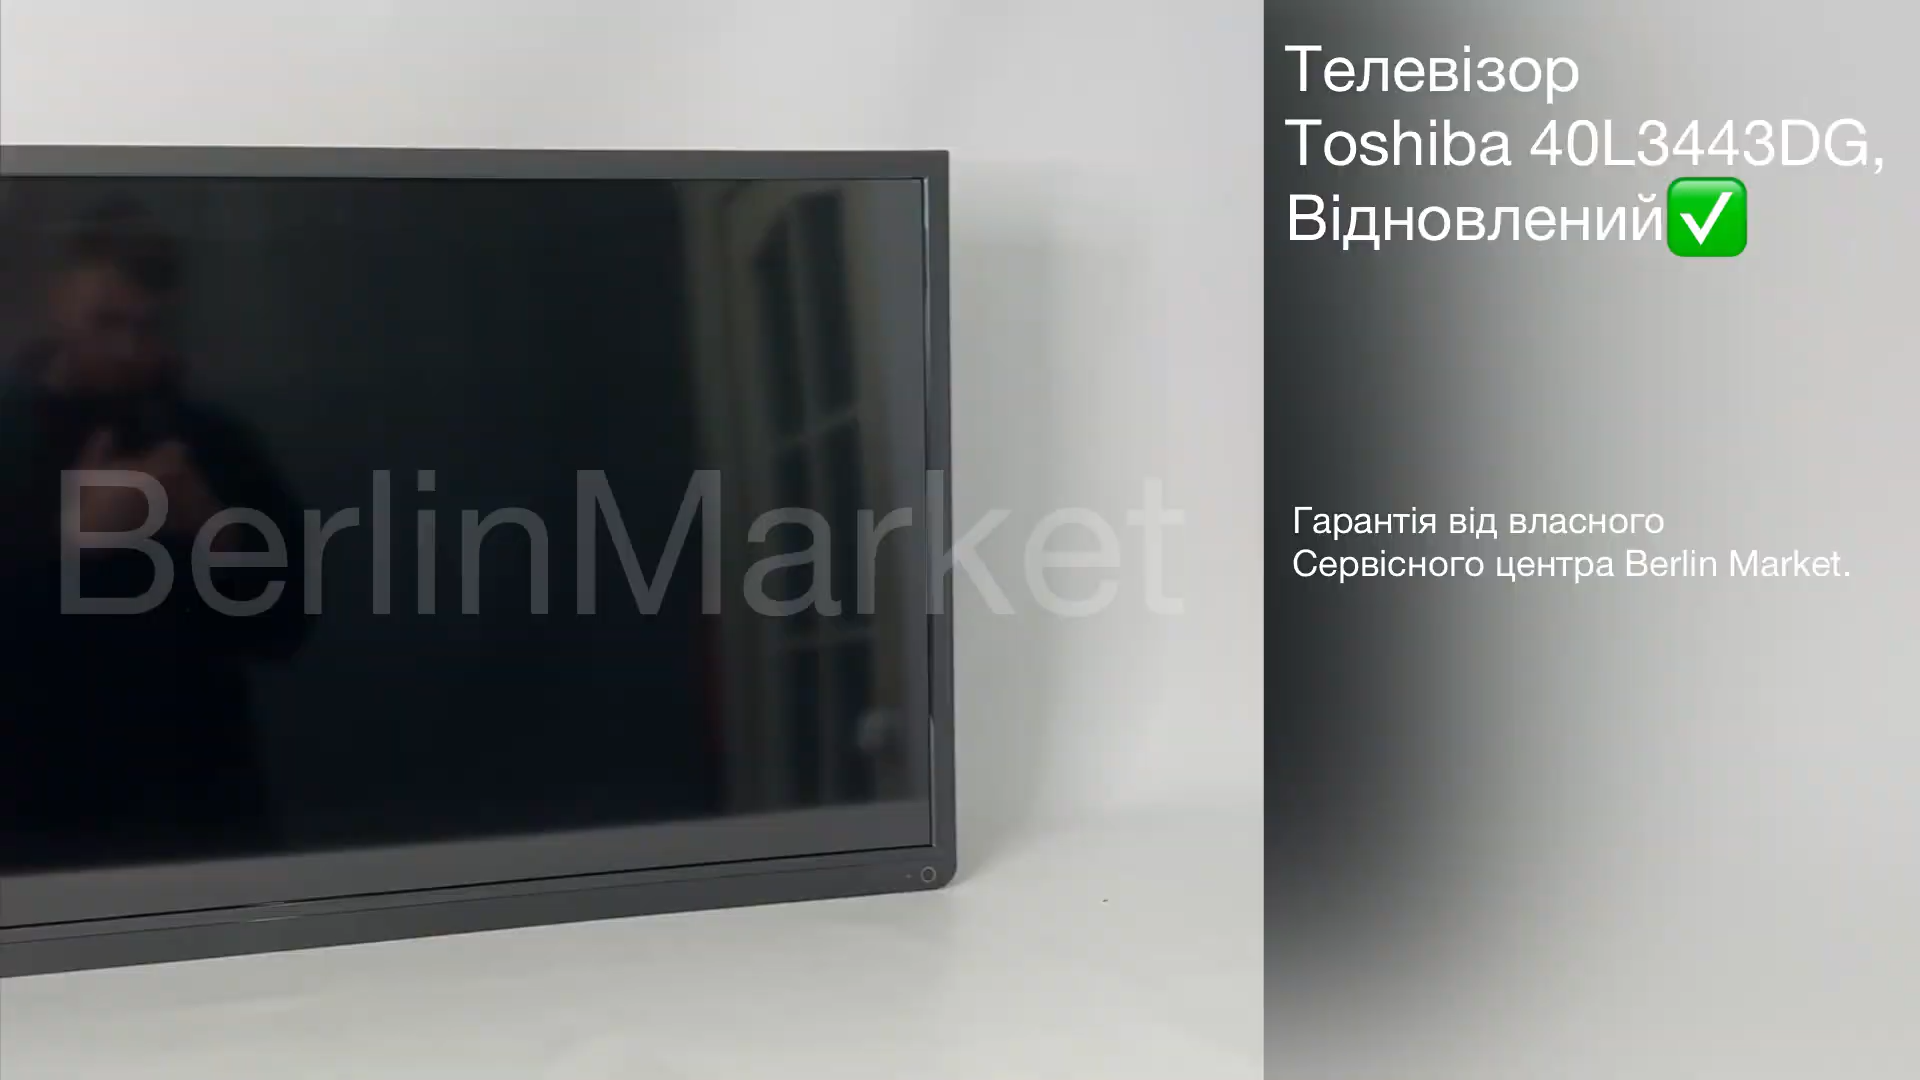 Телевізор
Toshiba 40L3443DG,
Відновлений✅
BerlinMarket
Гарантія від власного
Сервісного центра Berlin Market.